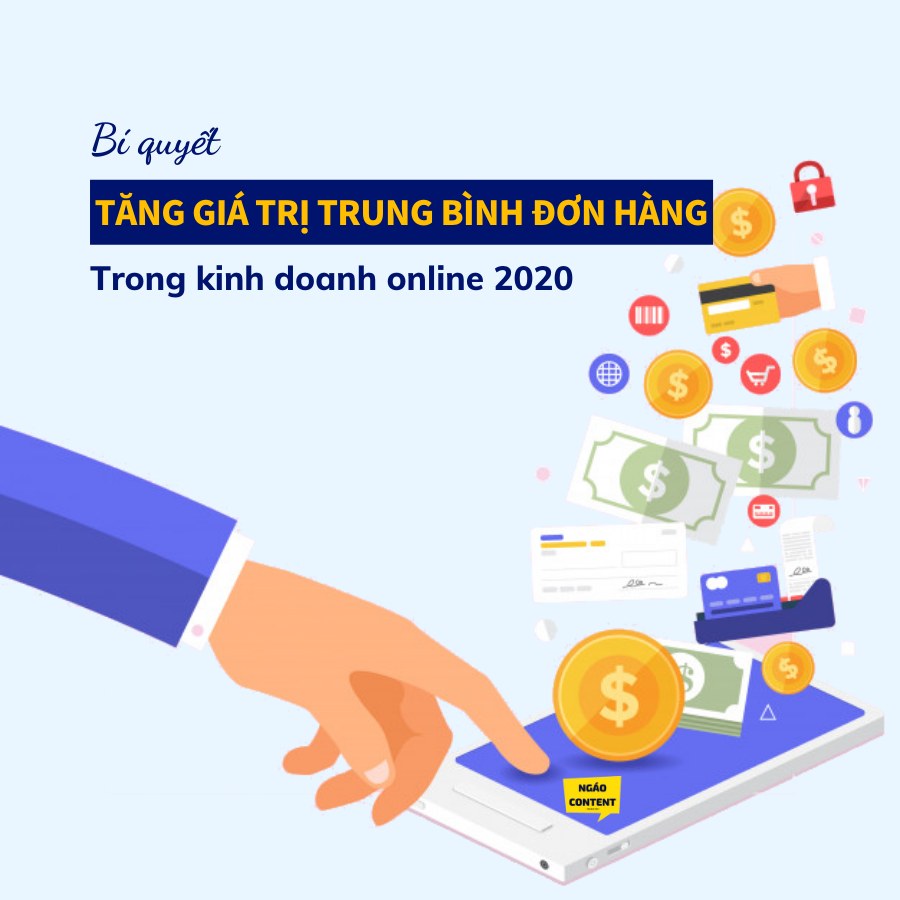 Bí quyết
TĂNG GIÁ TRỊ TRUNG BÌNH ĐƠN HÀNG
Trong kinh doanh online 2020
NGÁO
CONTENT